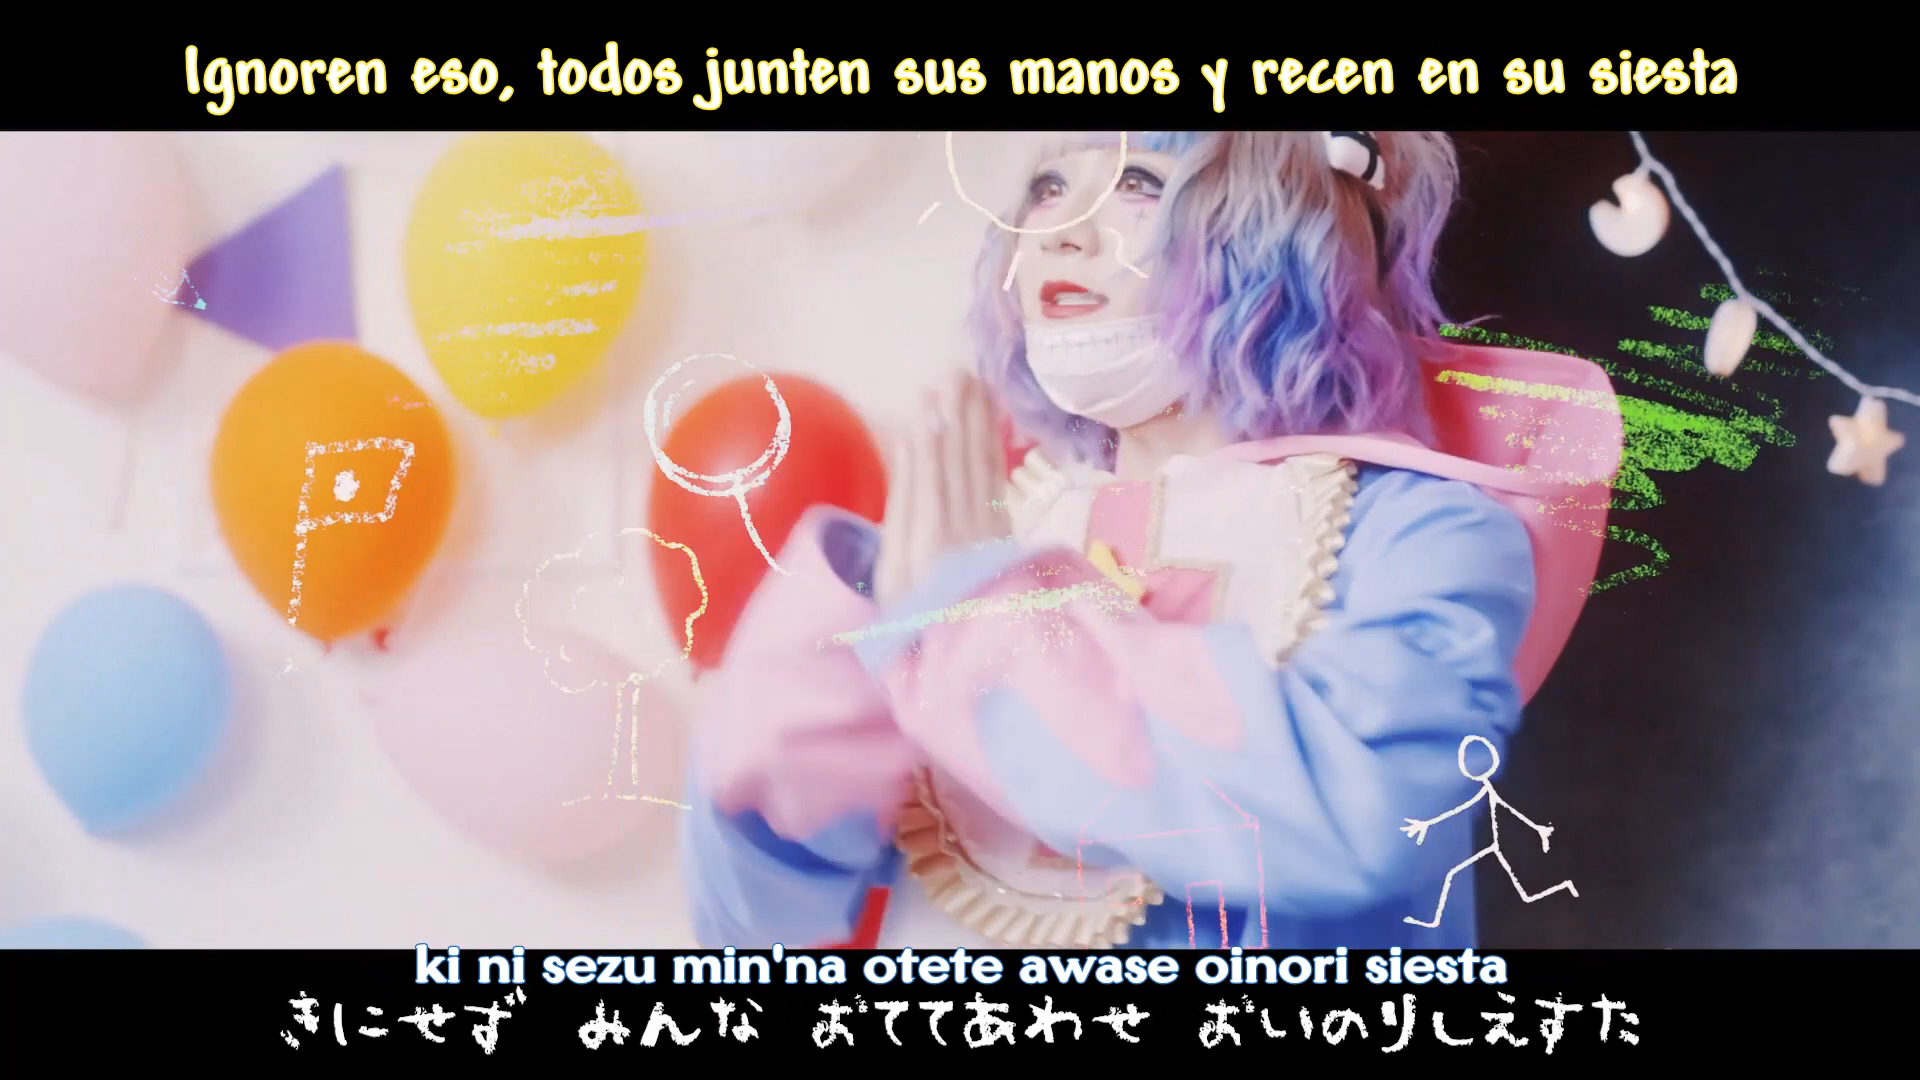 Ignoren eso, todos junten sus manos y recen en su siesta
ki ni sezu min'na otete awase oinori siesta
きにせず みんな おててあわせ おいのりしえすた